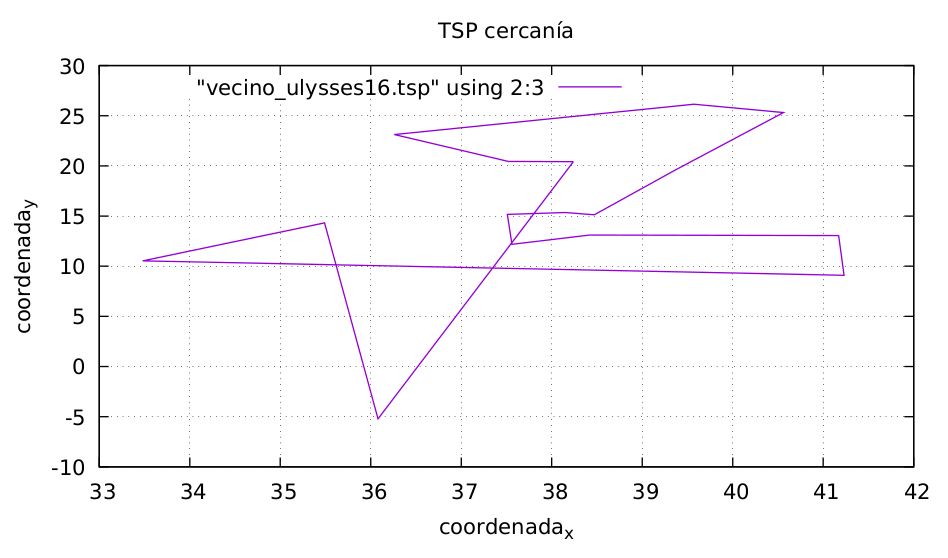 TSP cercanía
"vecino_ulysses16.tsp" using 2:3
30
25
20
15
10
5
0
-5
-10
coordenada_y
33 34 35 36 37 38 39 40 41 42
coordenada_x